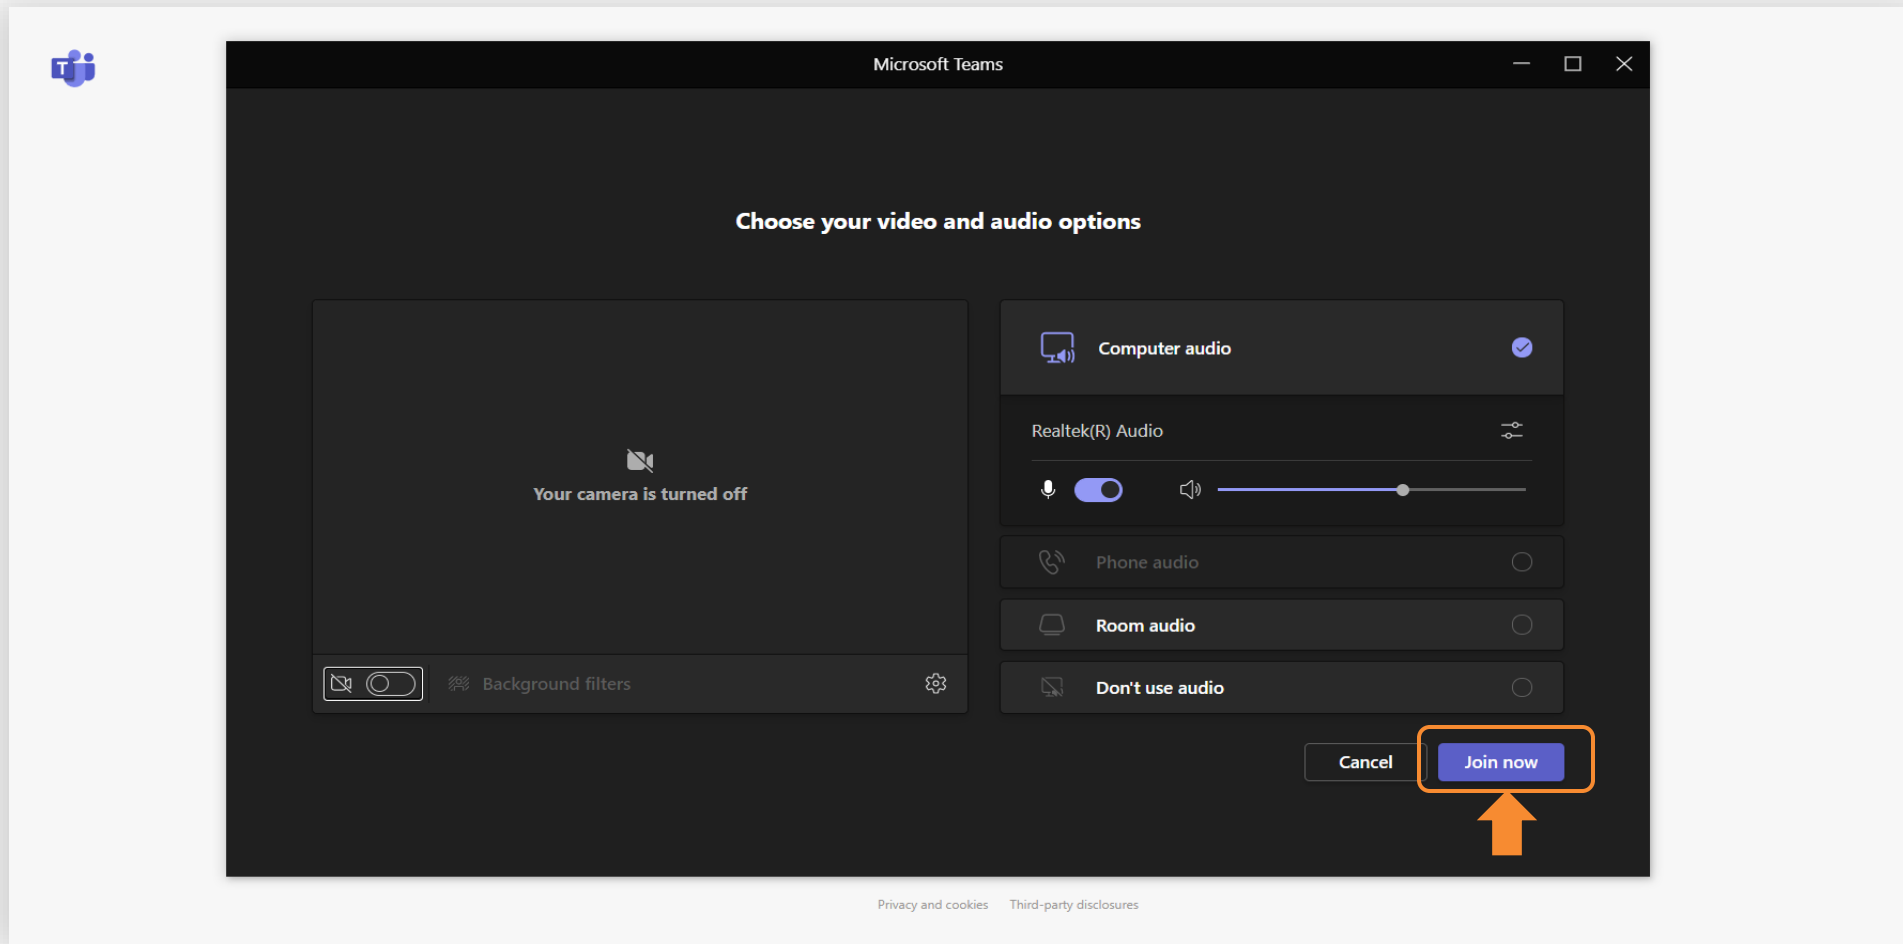 T
Microsoft Teams
Choose your video and audio options
Your camera is turned off
Background filters
Computer audio
Realtek(R) Audio
Phone audio
Room audio
Don't use audio
Cancel
Join now
Privacy and cookies
Third-party disclosures